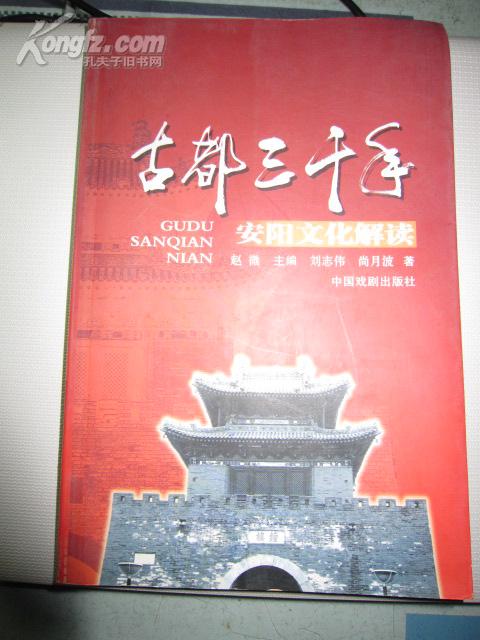 Kongfz.com
孔夫子旧书网
古都三千年
GUDU
SANQIAN
NIAN
安阳文化解读
赵微 主编 刘志伟 尚月波 著
中国戏剧出版社